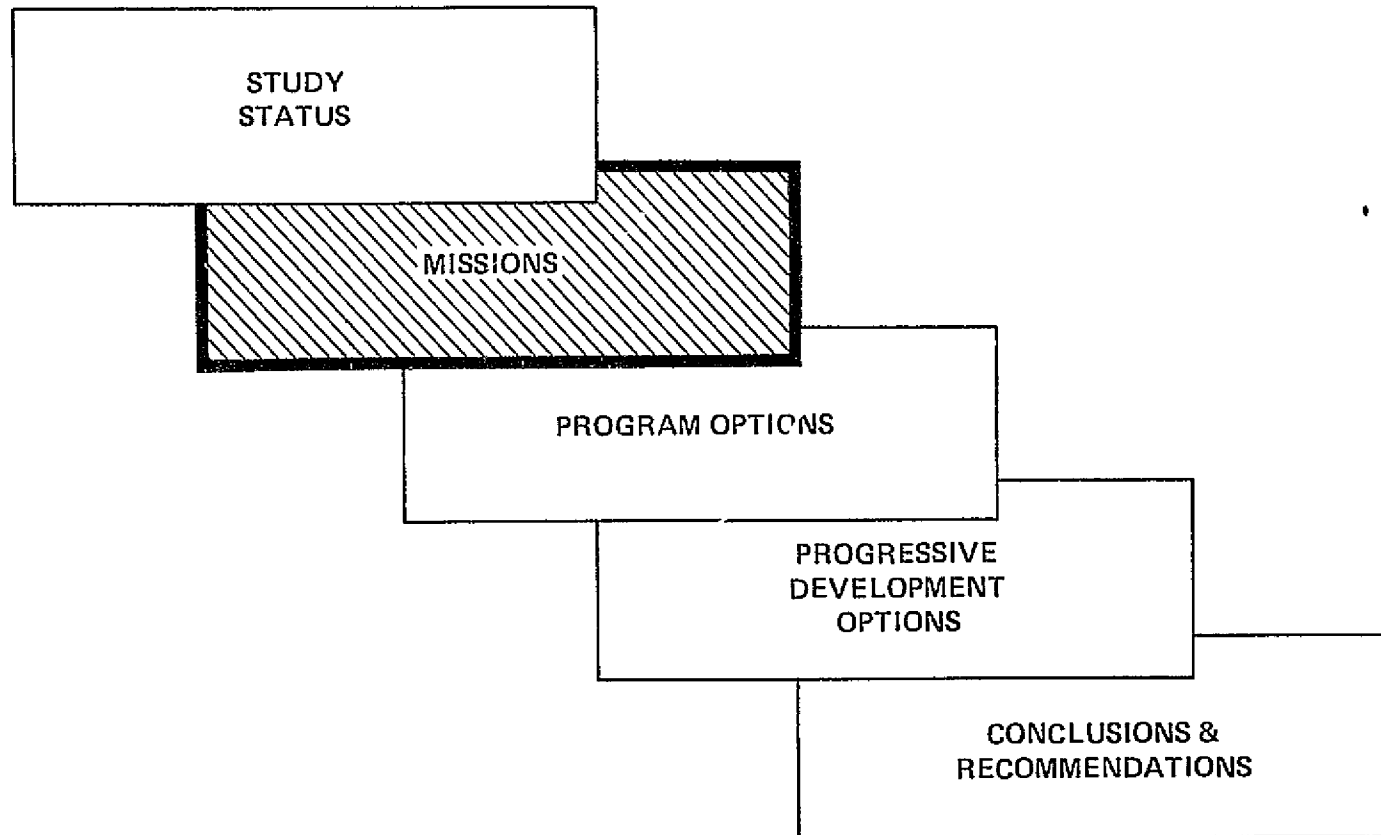 STUDY
STATUS
MISSIONS
PROGRAM OPTIONS
PROGRESSIVE
DEVELOPMENT
OPTIONS
CONCLUSIONS &
RECOMMENDATIONS